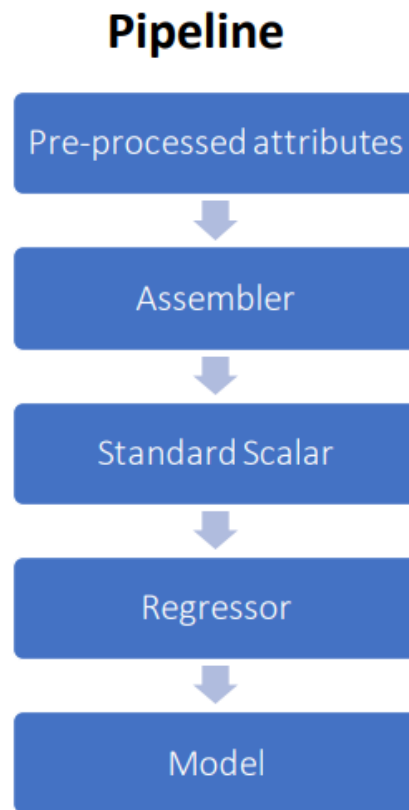 Pipeline
Pre-processed attributes
Assembler
Standard Scalar
Regressor
Model